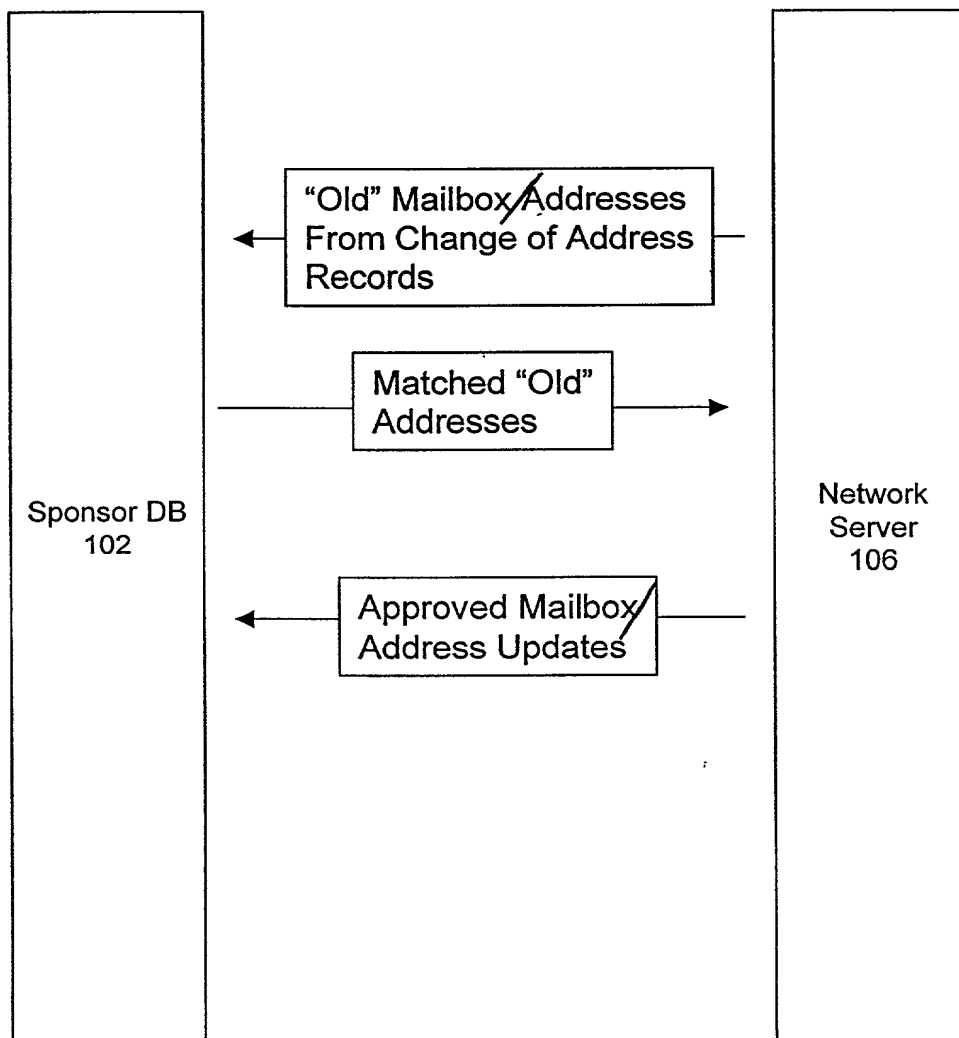 "Old" Mailbox/Addresses
From Change of Address
Records
Matched "Old"
Addresses
Sponsor DB
102
Network
Server
106
Approved Mailbox/
Address Updates